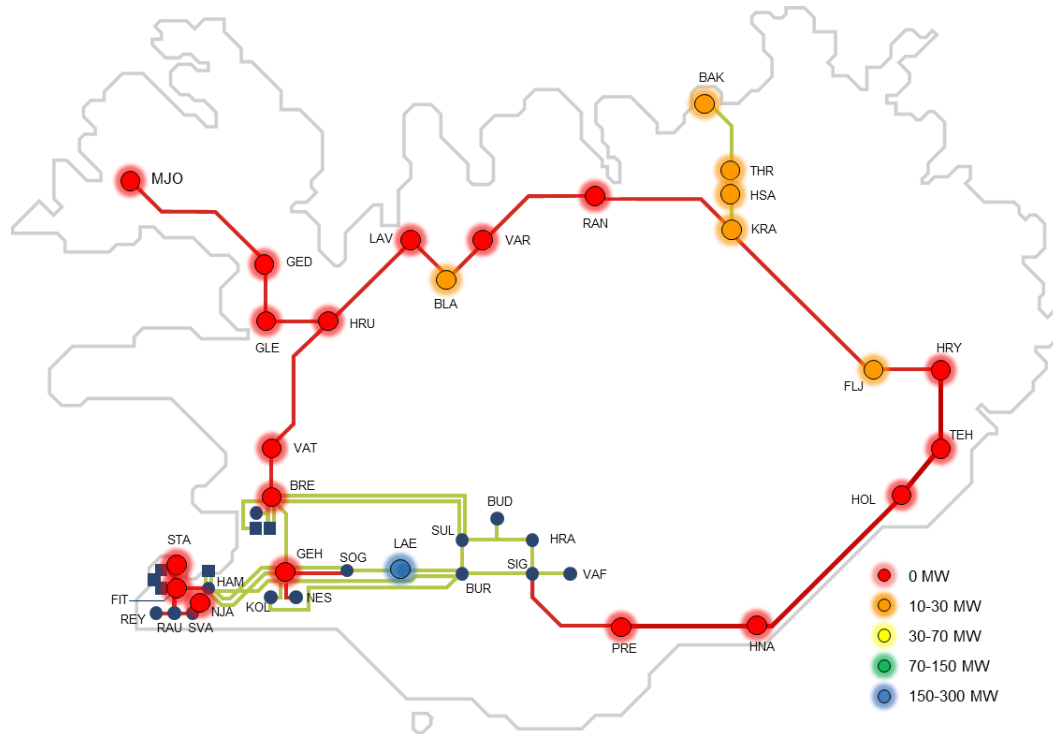 BAK
MJO
THR
HSA
RAN
KRA
LAV
VAR
GED
BLA
GLE
HRU
HRY
FLJ
VAT
TEH
BRE
HOL
BUD
STA
SUL
HRA
LAE
GEH
SOG
SIG
HAM
BUR
VAF
FIT
KOL
NES
NJA
REY
RAU
SVA
PRE
HNA
0 MW
10-30 MW
30-70 MW
70-150 MW
150-300 MW